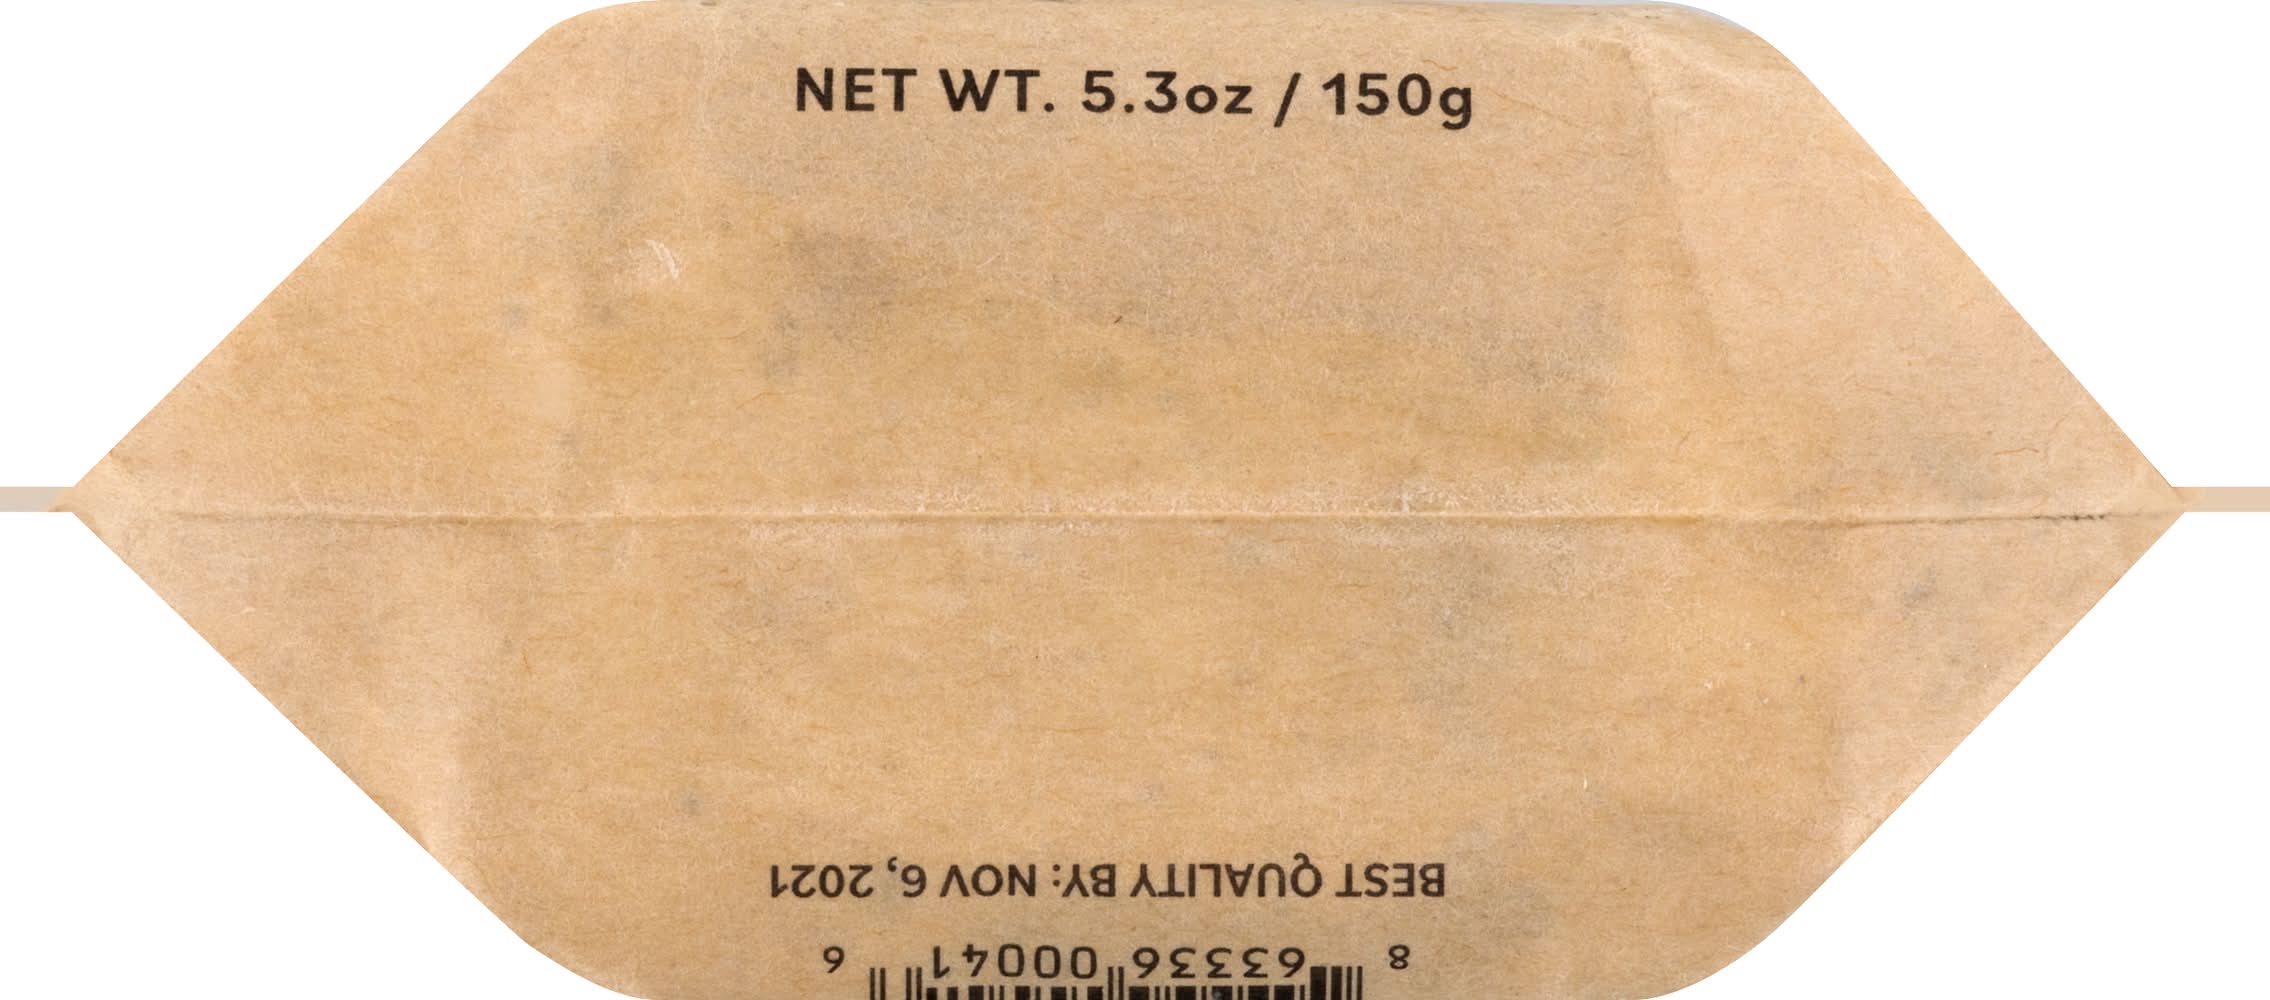 NET WT. 5.3oz / 150g
BEST QUALITY BY: NOV 6, 2021
8 63336 00041 6